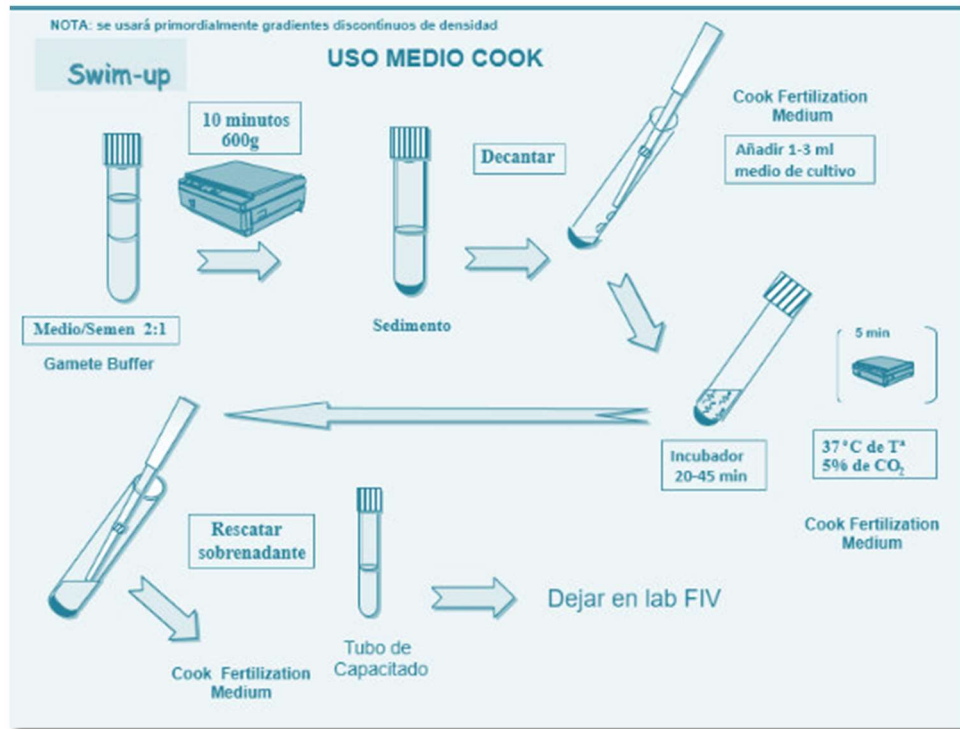 NOTA: se usará primordialmente gradientes discontinuos de densidad
Swim-up
USO MEDIO COOK
10 minutos
600g
Decantar
Cook Fertilization
Medium
Añadir 1-3 ml
medio de cultivo
Medio/Semen 2:1
Gamete Buffer
Sedimento
5 min
Incubador
20-45 min
37°C de Tª
5% de CO₂
Cook Fertilization
Medium
Rescatar
sobrenadante
Dejar en lab FIV
Tubo de
Capacitado
Cook Fertilization
Medium